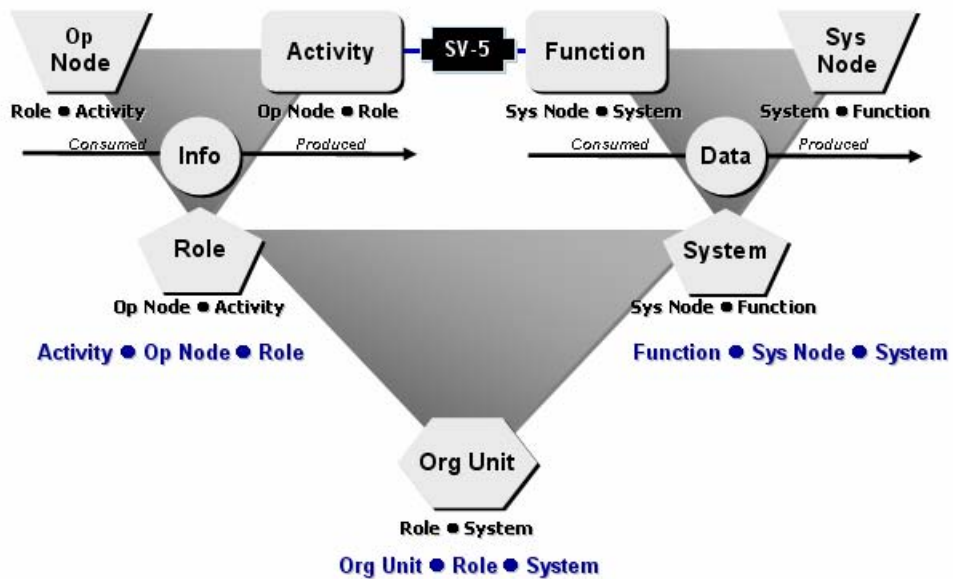 Op
Node
Activity
SV-5
Function
Sys
Node
Role ● Activity
Op Node ● Role
Sys Node ● System
System ● Function
Consumed
Info
Produced
Consumed
Data
Produced
Role
System
Op Node ● Activity
Sys Node ● Function
Activity ● Op Node ● Role
Function ● Sys Node ● System
Org Unit
Role ● System
Org Unit ● Role ● System